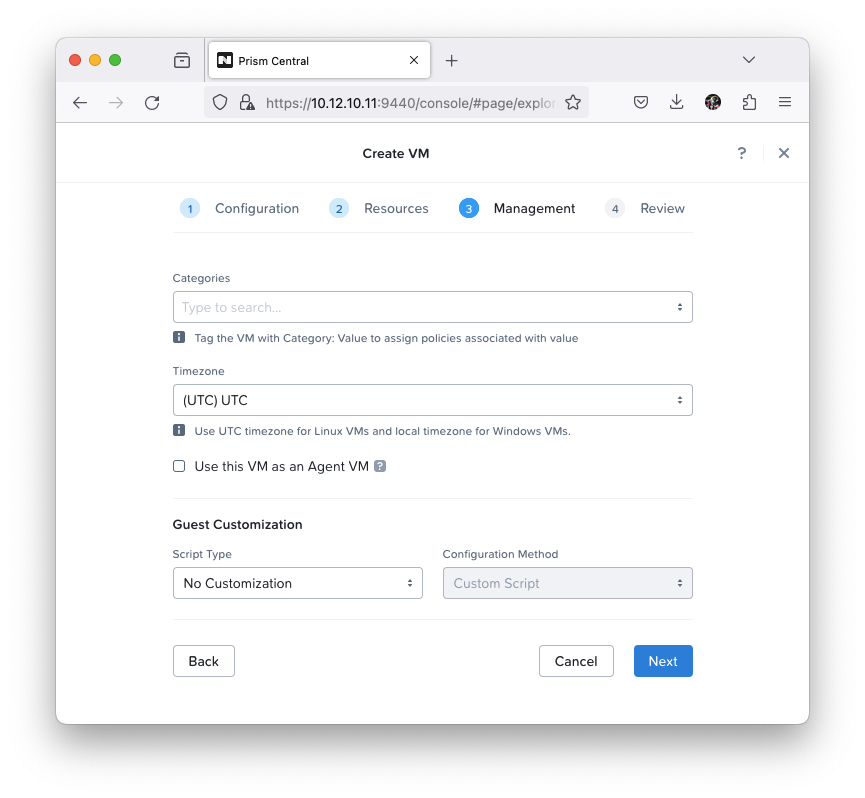 Prism Central
https://10.12.10.11:9440/console/#page/explor
Create VM
?
1 Configuration 2 Resources 3 Management 4 Review
Categories
Type to search...
Tag the VM with Category: Value to assign policies associated with value
Timezone
(UTC) UTC
Use UTC timezone for Linux VMs and local timezone for Windows VMs.
Use this VM as an Agent VM ?
Guest Customization
Script Type Configuration Method
No Customization Custom Script
Back Cancel Next